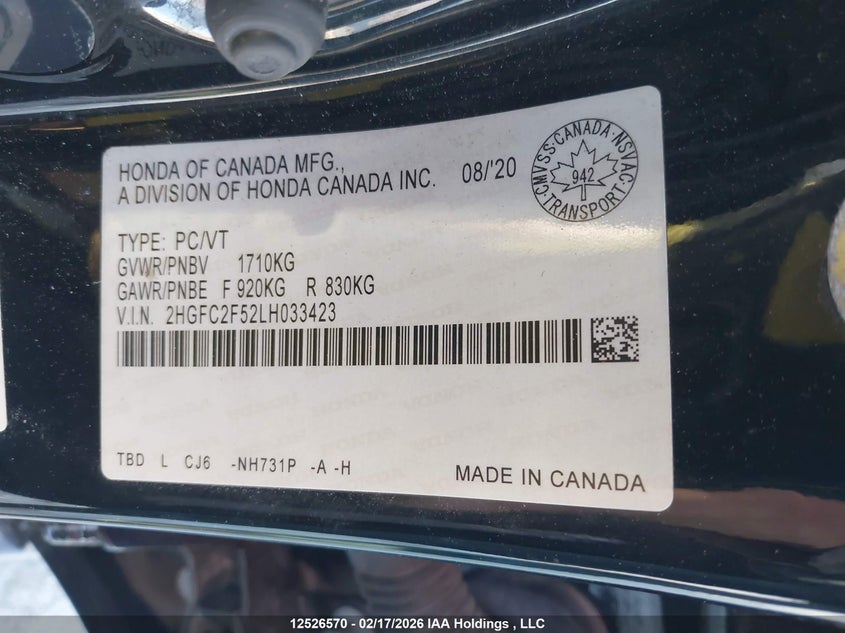 HONDA OF CANADA MFG.,
A DIVISION OF HONDA CANADA INC.
08/'20
CMVSS·CANADA·NSVAC·
942
TRANSPORT
TYPE: PC/VT
GVWR/PNBV 1710KG
GAWR/PNBE F 920KG R 830KG
V.I.N. 2HGFC2F52LH033423
TBD L CJ6 -NH731P -A -H
MADE IN CANADA
12526570 - 02/17/2026 IAA Holdings , LLC